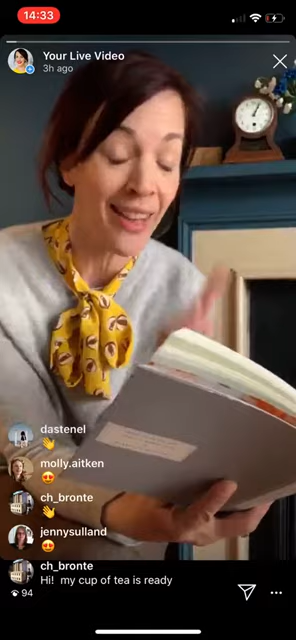 14:33
Your Live Video
3h ago
dastenel
👋
molly.aitken
😍
ch_bronte
👋
jennysulland
😍
ch_bronte
Hi! my cup of tea is ready
94